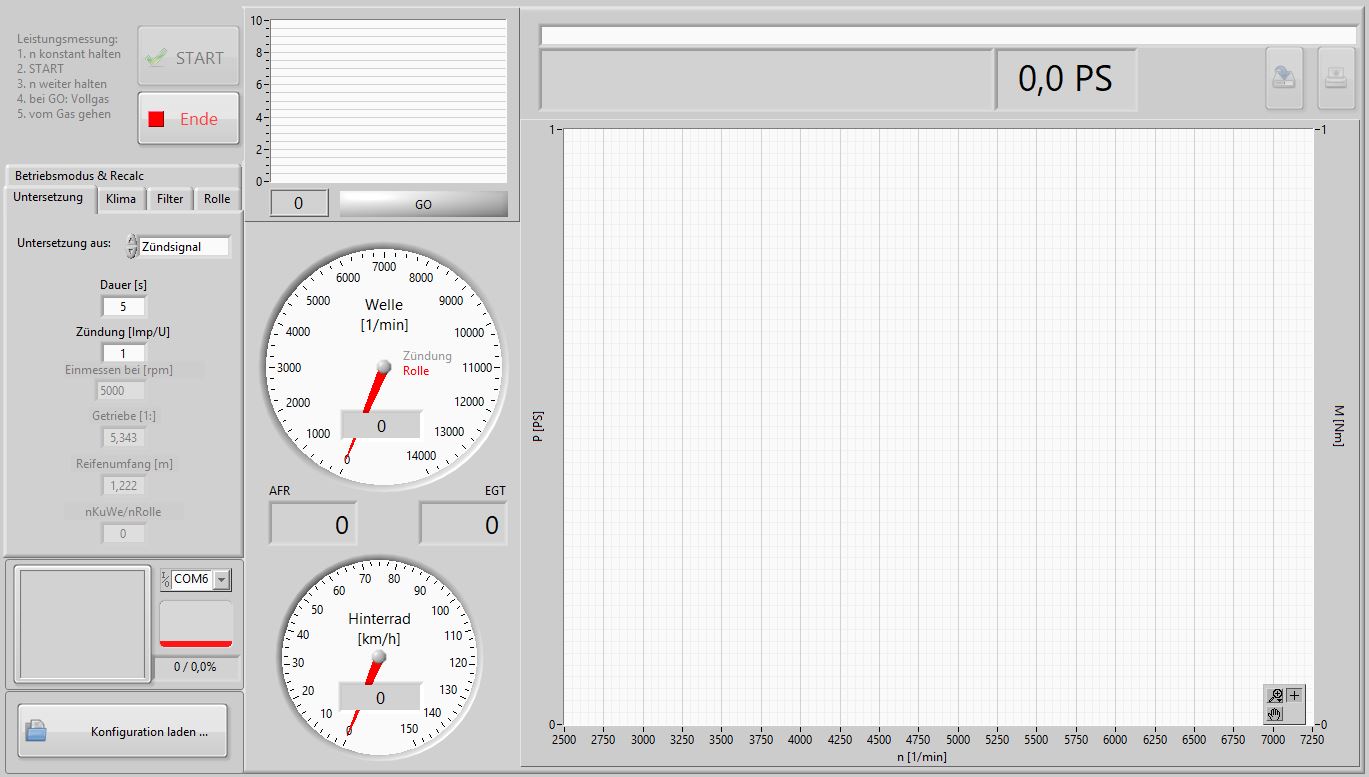 Leistungsmessung:
1. n konstant halten
2. START
3. n weiter halten
4. bei GO: Vollgas
5. vom Gas gehen
START
Ende
Betriebsmodus & Recalc
Untersetzung Klima Filter Rolle
Untersetzung aus: Zündsignal
Dauer [s]
5
Zündung [Imp/U]
1
Einmessen bei [rpm]
5000
Getriebe [1:]
5,343
Reifenumfang [m]
1,222
nKuWe/nRolle
0
I/O COM6
0 / 0,0%
Konfiguration laden ...
10
8
6
4
2
0
0 GO
Welle
[1/min]
0 1000 2000 3000 4000 5000 6000 7000 8000 9000 10000 11000 12000 13000 14000
Zündung
Rolle
0
AFR EGT
0 0
Hinterrad
[km/h]
0 10 20 30 40 50 60 70 80 90 100 110 120 130 140 150
0
0,0 PS
1 1
P [PS] M [Nm]
0 0
2500 2750 3000 3250 3500 3750 4000 4250 4500 4750 5000 5250 5500 5750 6000 6250 6500 6750 7000 7250
n [1/min]